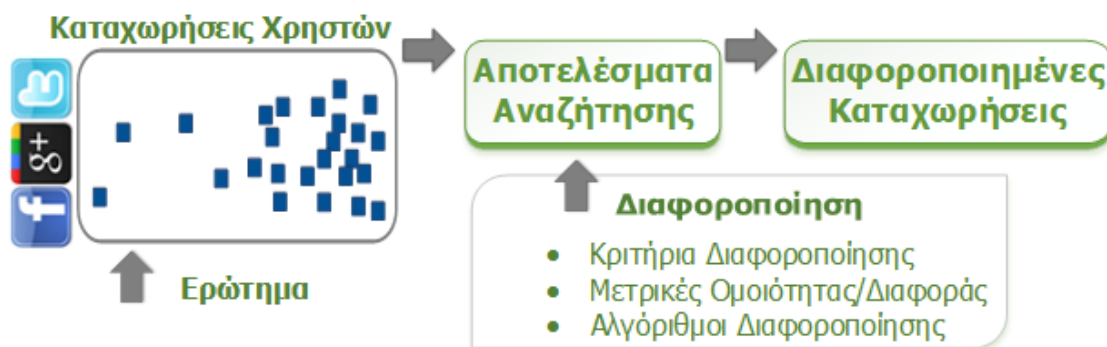 Καταχωρήσεις Χρηστών
g+
f
Αποτελέσματα
Αναζήτησης
Διαφοροποιημένες
Καταχωρήσεις
Διαφοροποίηση
• Κριτήρια Διαφοροποίησης
• Μετρικές Ομοιότητας/Διαφοράς
• Αλγόριθμοι Διαφοροποίησης
Ερώτημα